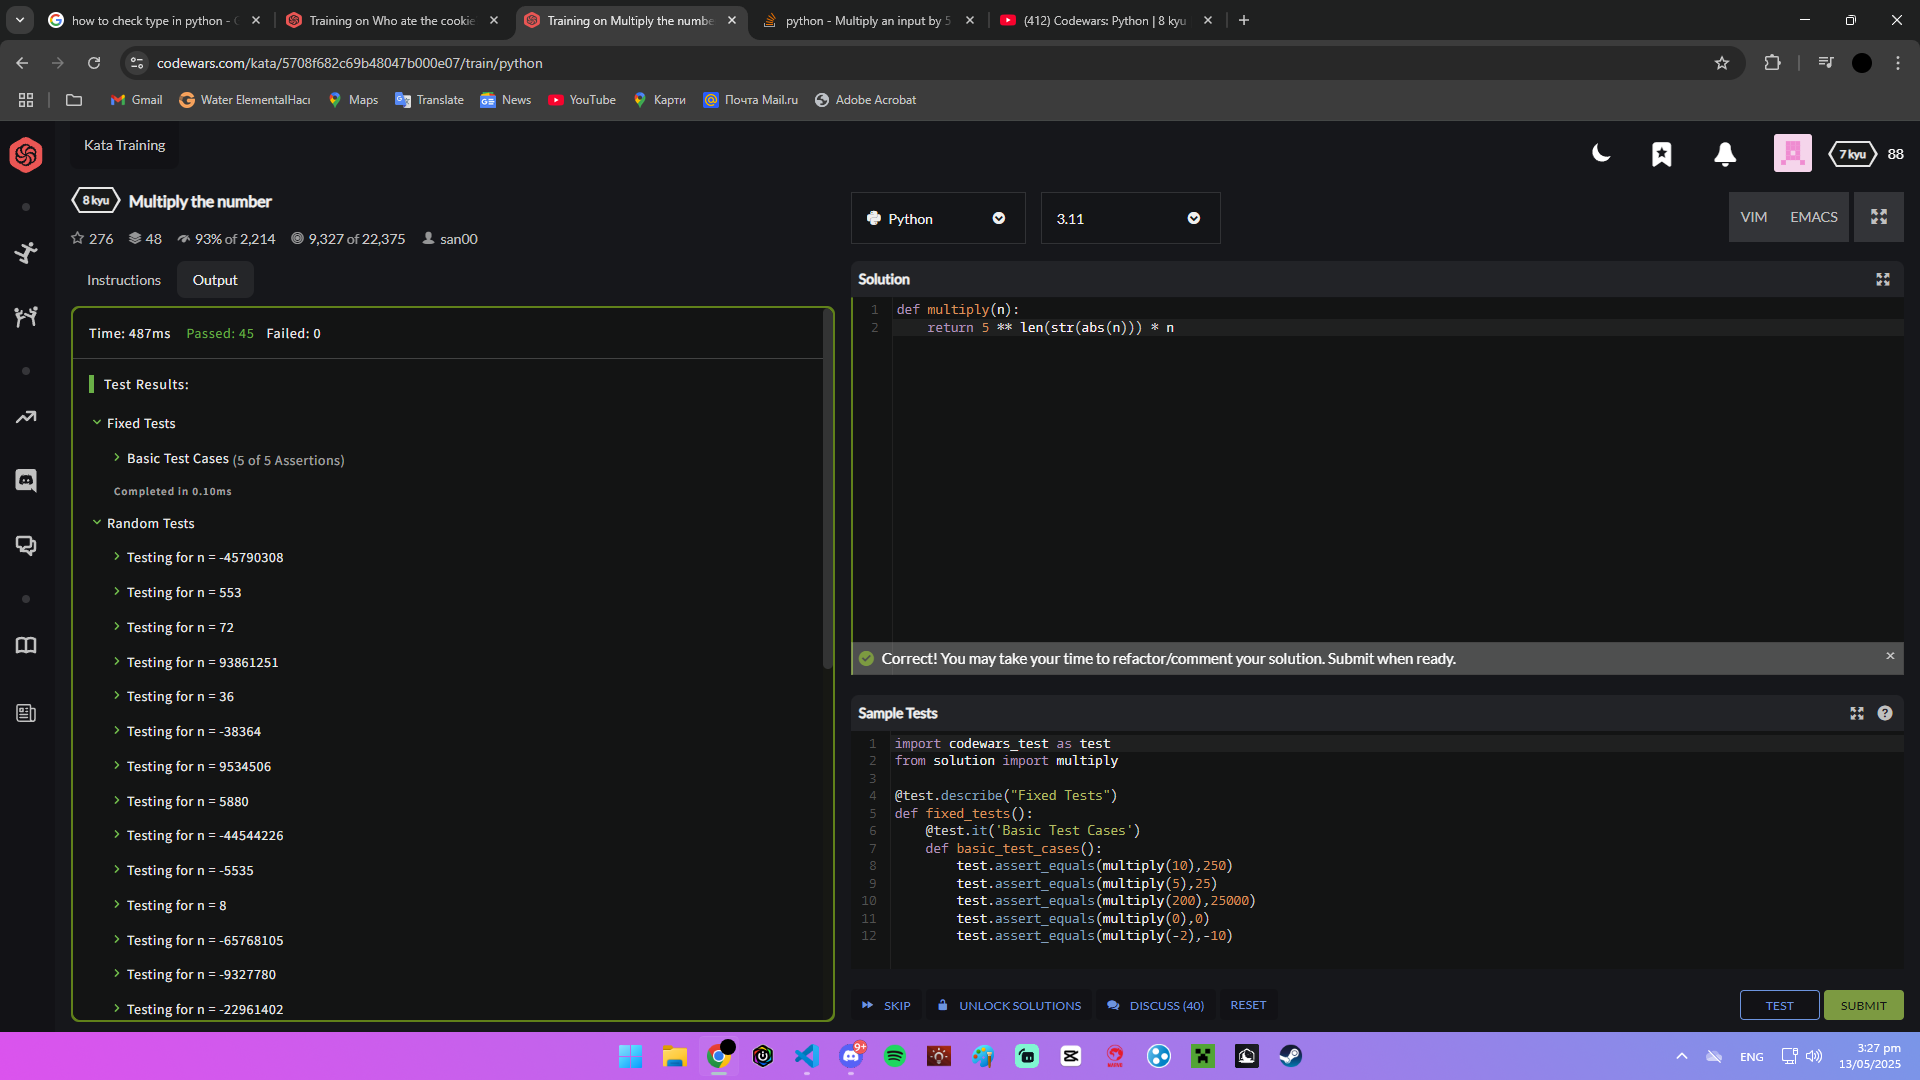 how to check type in python -
Training on Who ate the cookie
Training on Multiply the numbe
python - Multiply an input by 5
(412) Codewars: Python | 8 kyu
codewars.com/kata/5708f682c69b48047b000e07/train/python
Gmail
Water ElementalHacı
Maps
Translate
News
YouTube
Карти
Почта Mail.ru
Adobe Acrobat
Kata Training
7 kyu
88
8 kyu
Multiply the number
276
48
93% of 2,214
9,327 of 22,375
san00
Instructions
Output
Time: 487ms Passed: 45 Failed: 0
Test Results:
Fixed Tests
Basic Test Cases (5 of 5 Assertions)
Completed in 0.10ms
Random Tests
Testing for n = -45790308
Testing for n = 553
Testing for n = 72
Testing for n = 93861251
Testing for n = 36
Testing for n = -38364
Testing for n = 9534506
Testing for n = 5880
Testing for n = -44544226
Testing for n = -5535
Testing for n = 8
Testing for n = -65768105
Testing for n = -9327780
Testing for n = -22961402
Python
3.11
VIM
EMACS
Solution
1 def multiply(n):
2 return 5 ** len(str(abs(n))) * n
Correct! You may take your time to refactor/comment your solution. Submit when ready.
Sample Tests
1 import codewars_test as test
2 from solution import multiply
3
4 @test.describe("Fixed Tests")
5 def fixed_tests():
6 @test.it('Basic Test Cases')
7 def basic_test_cases():
8 test.assert_equals(multiply(10),250)
9 test.assert_equals(multiply(5),25)
10 test.assert_equals(multiply(200),25000)
11 test.assert_equals(multiply(0),0)
12 test.assert_equals(multiply(-2),-10)
SKIP
UNLOCK SOLUTIONS
DISCUSS (40)
RESET
TEST
SUBMIT
9+
ENG
3:27 pm
13/05/2025